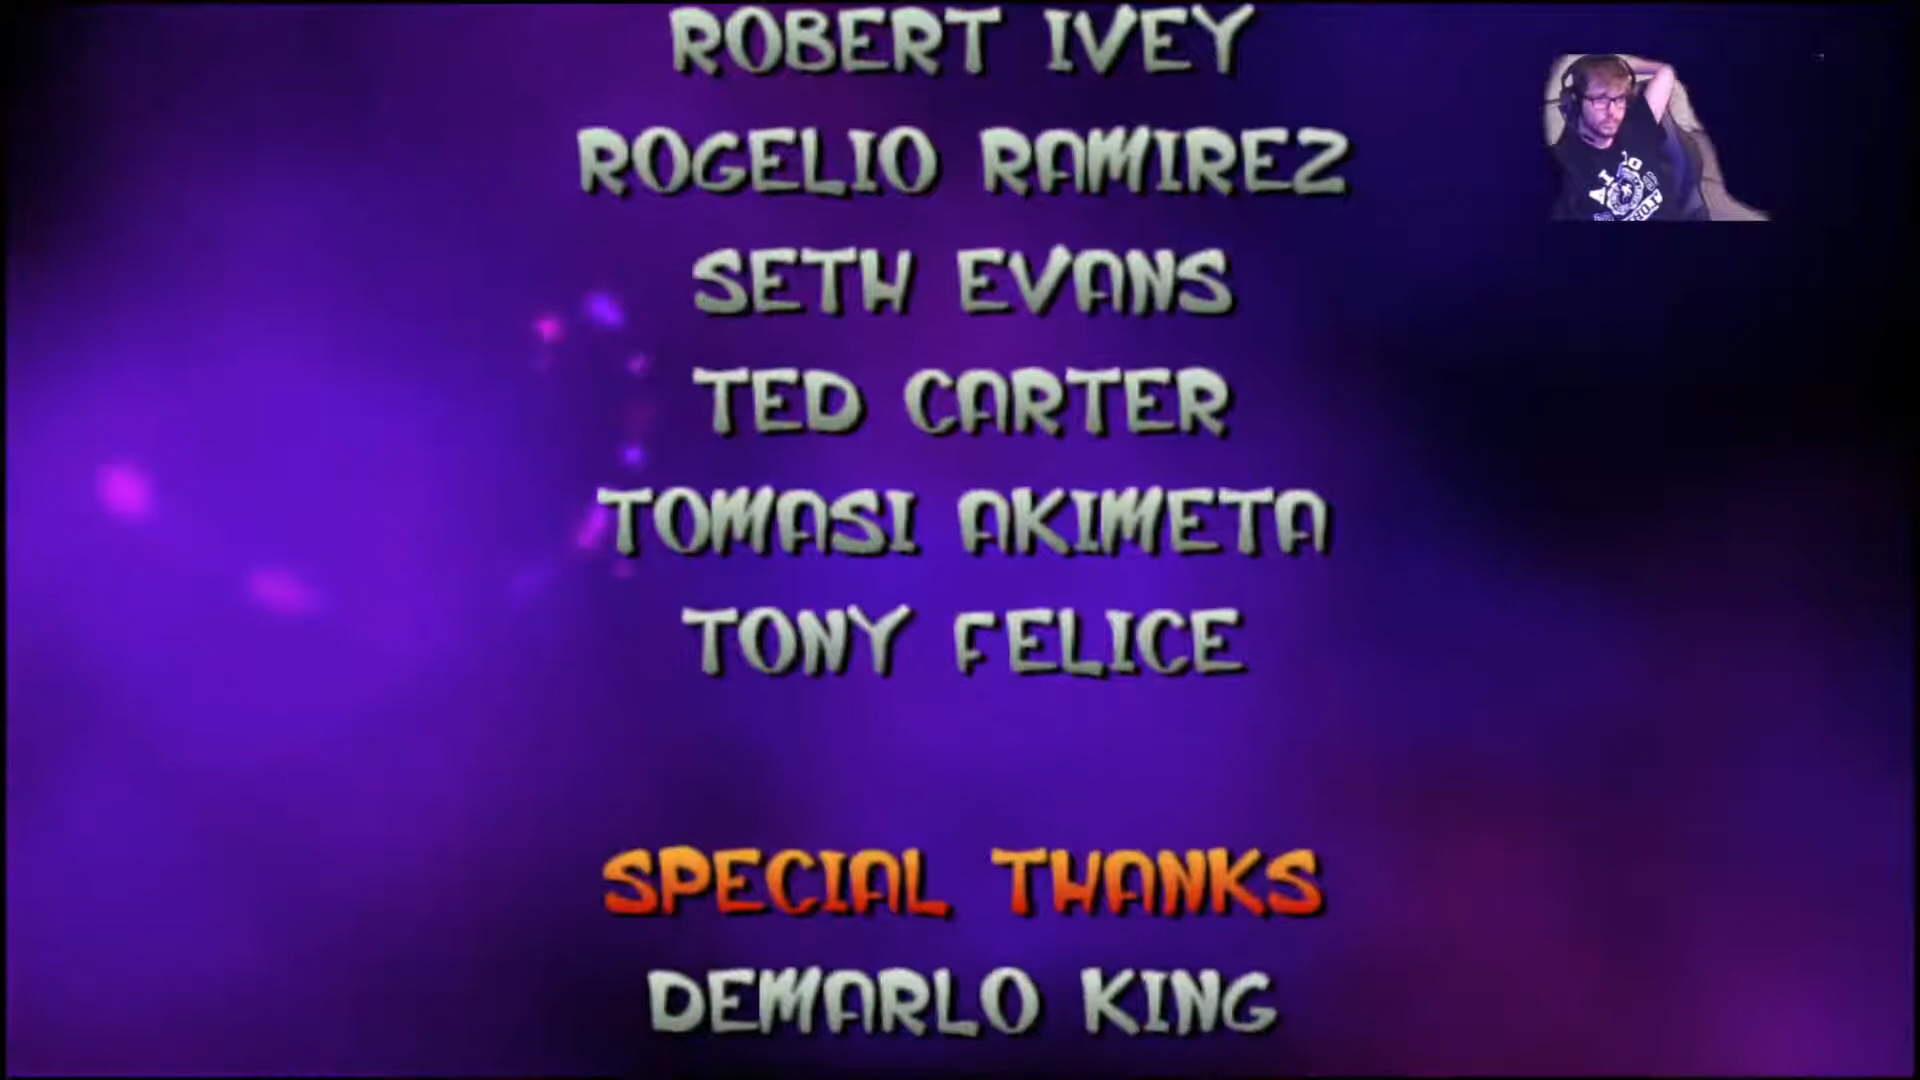 ROBERT IVEY
ROGELIO RAMIREZ
SETH EVANS
TED CARTER
TOMASI AKIMETA
TONY FELICE
SPECIAL THANKS
DEMARLO KING